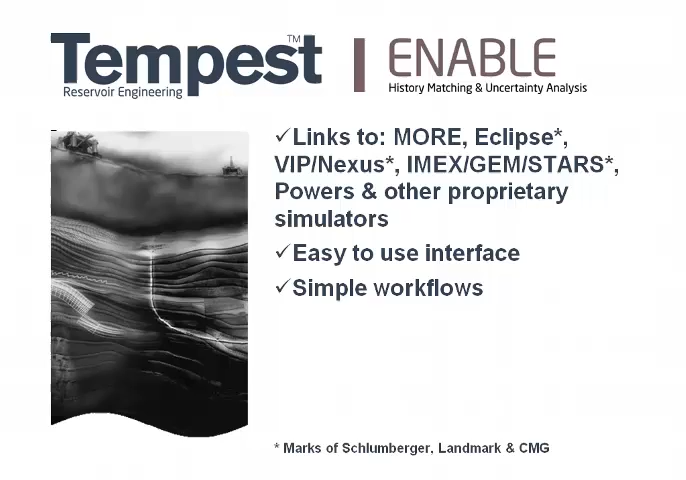 Tempest™
Reservoir Engineering
ENABLE
History Matching & Uncertainty Analysis
✓Links to: MORE, Eclipse*,
VIP/Nexus*, IMEX/GEM/STARS*,
Powers & other proprietary
simulators
✓Easy to use interface
✓Simple workflows
* Marks of Schlumberger, Landmark & CMG